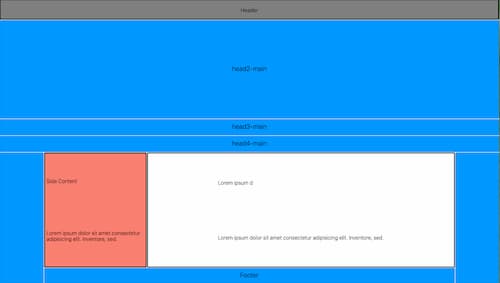 Header
head2-main
head3-main
head4-main
Side Content
Lorem ipsum d
Lorem ipsum dolor sit amet consectetur
adipisicing elit. Inventore, sed.
Lorem ipsum dolor sit amet consectetur adipisicing elit. Inventore, sed.
Footer